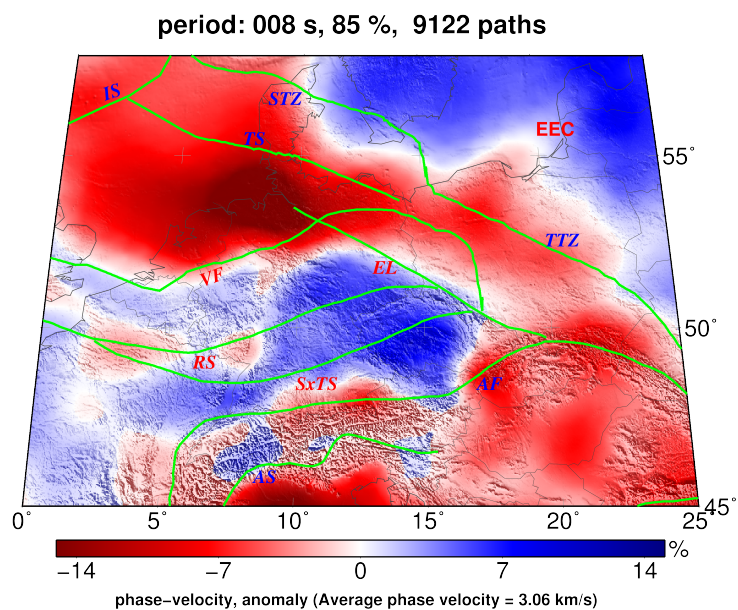 period: 008 s, 85 %, 9122 paths
IS
STZ
EEC
TS
55°
TTZ
VF
EL
50°
RS
SxTS
AF
AS
45°
0° 5° 10° 15° 20° 25°
%
−14 −7 0 7 14
phase−velocity, anomaly (Average phase velocity = 3.06 km/s)